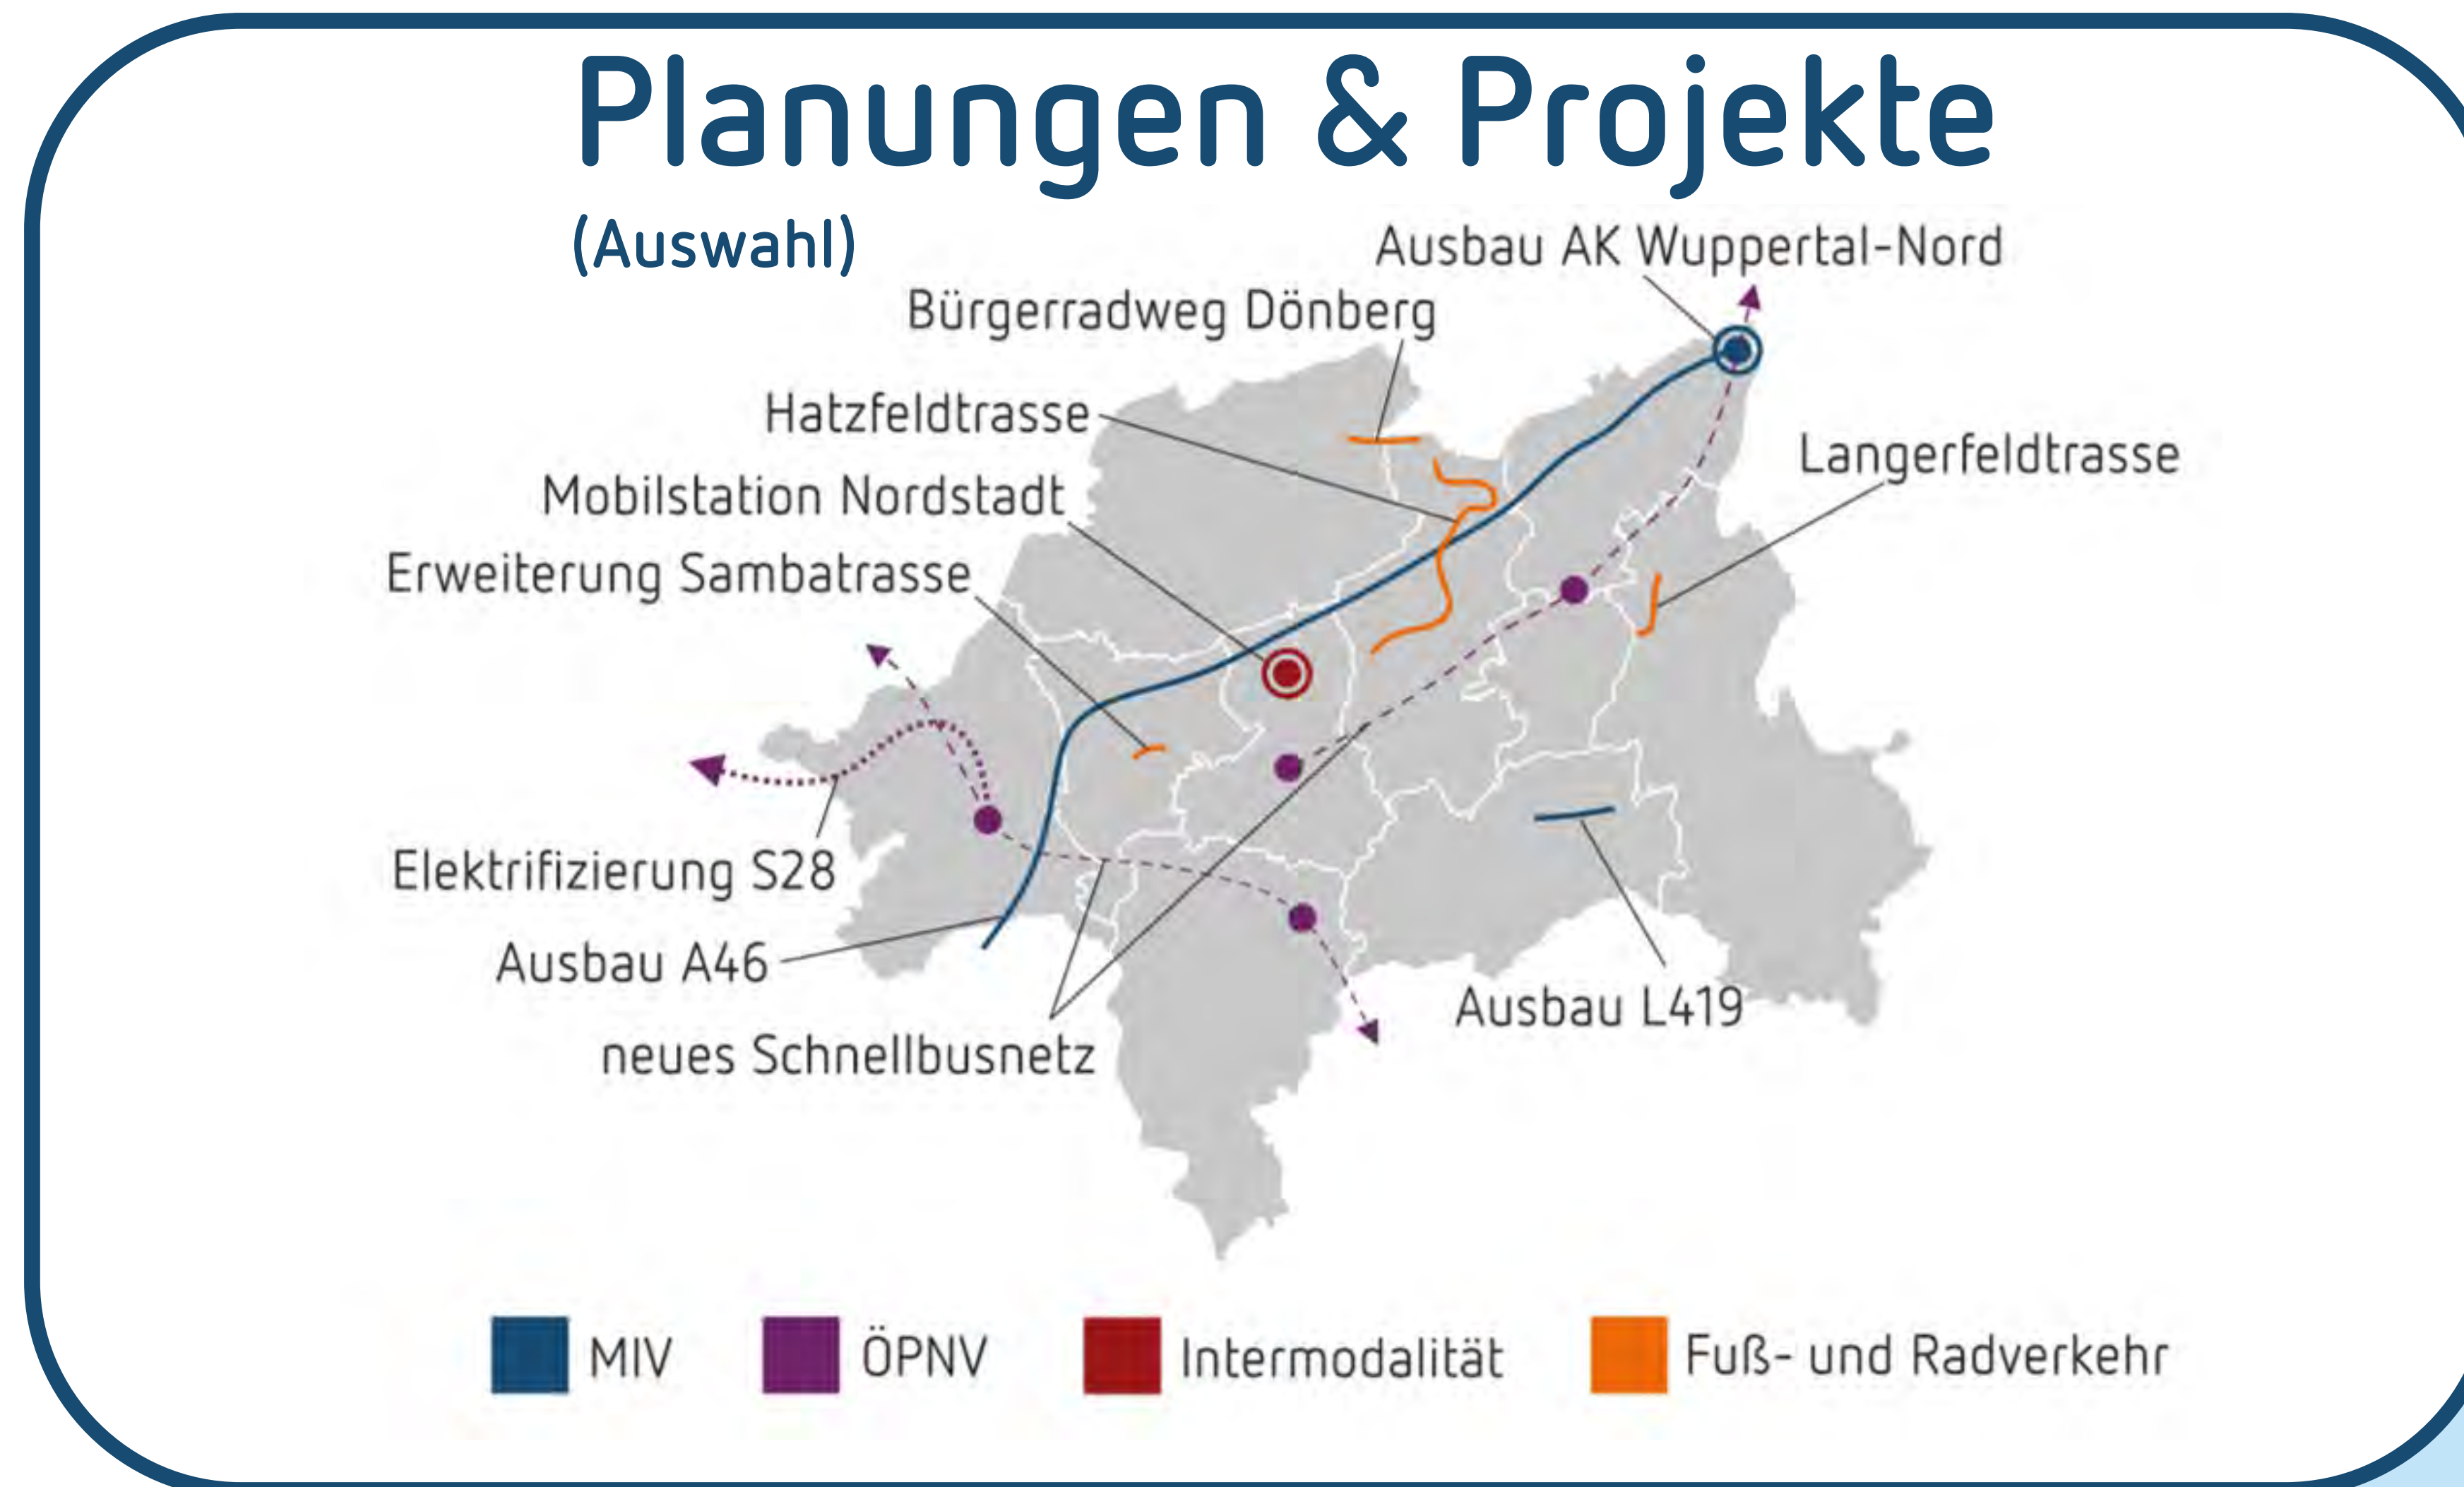 Planungen & Projekte
(Auswahl)
Ausbau AK Wuppertal-Nord
Bürgerradweg Dönberg
Hatzfeldtrasse
Langerfeldtrasse
Mobilstation Nordstadt
Erweiterung Sambatrasse
Elektrifizierung S28
Ausbau A46
Ausbau L419
neues Schnellbusnetz
MIV
ÖPNV
Intermodalität
Fuß- und Radverkehr